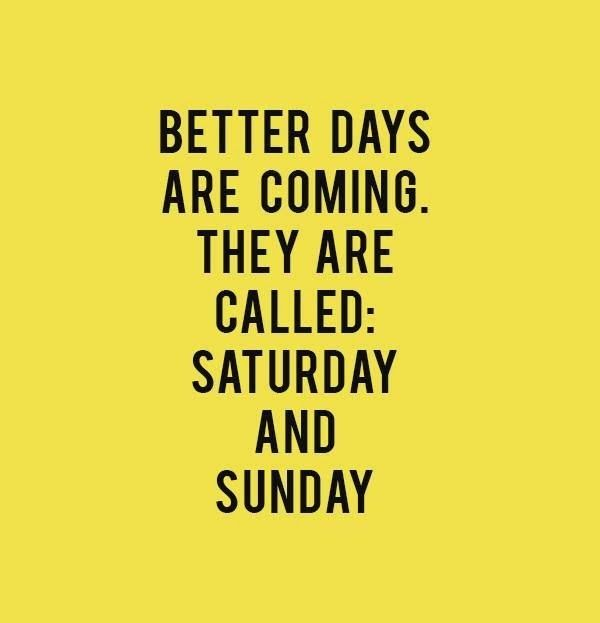 BETTER DAYS
ARE COMING.
THEY ARE
CALLED:
SATURDAY
AND
SUNDAY